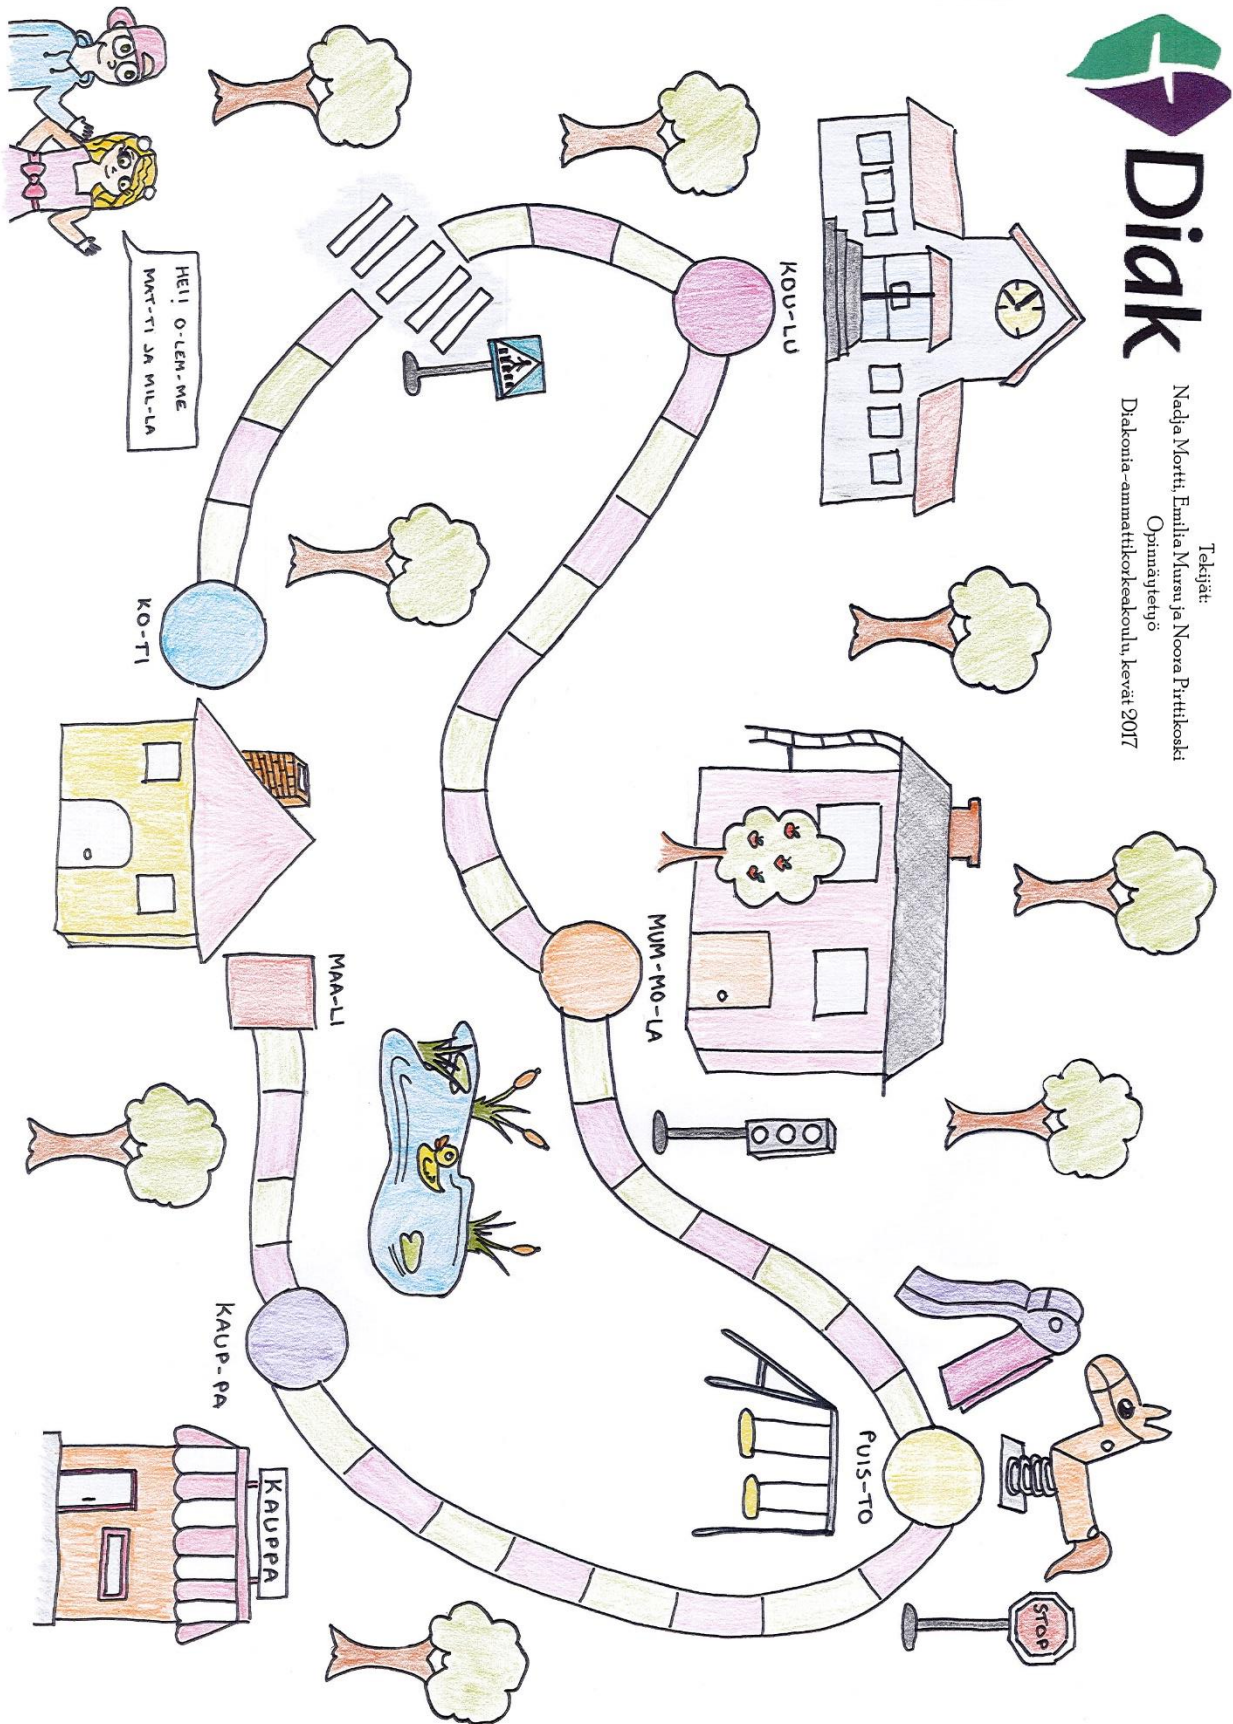 Diak
Tekijät:
Nadja Mortti, Emilia Mursu ja Noora Pirttikoski
Opinnäytetyö
Diakonia-ammattikorkeakoulu, kevät 2017
KOU-LU
MUM-MO-LA
PUIS-TO
STOP
HEI! O-LEM-ME
MAT-TI JA MIL-LA
KO-TI
MAA-LI
KAUP-PA
KAUPPA